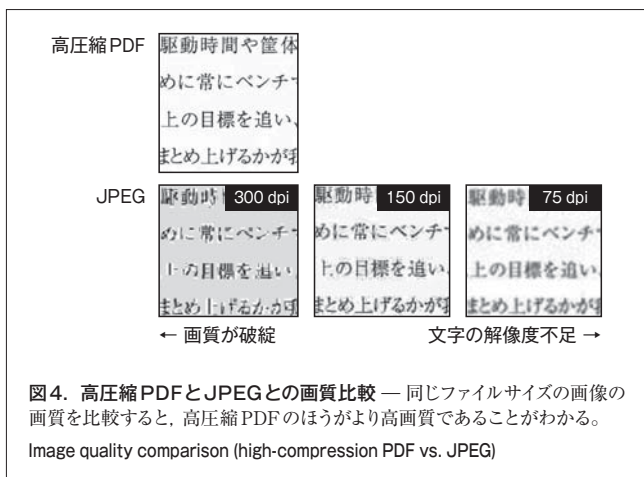 高圧縮PDF
駆動時間や筐体
めに常にベンチ
上の目標を追い、
まとめ上げるかが
JPEG
駆動時 300 dpi
めに常にベンチ
上の目標を追い
まとめ上げるかが
駆動時 150 dpi
めに常にベンチ
上の目標を追い、
まとめ上げるかが
駆動時 75 dpi
めに常にベンチ
上の目標を追い、
まとめ上げるかが
← 画質が破綻
文字の解像度不足 →
図4. 高圧縮PDFとJPEGとの画質比較 — 同じファイルサイズの画像の
画質を比較すると, 高圧縮PDFのほうがより高画質であることがわかる。
Image quality comparison (high-compression PDF vs. JPEG)